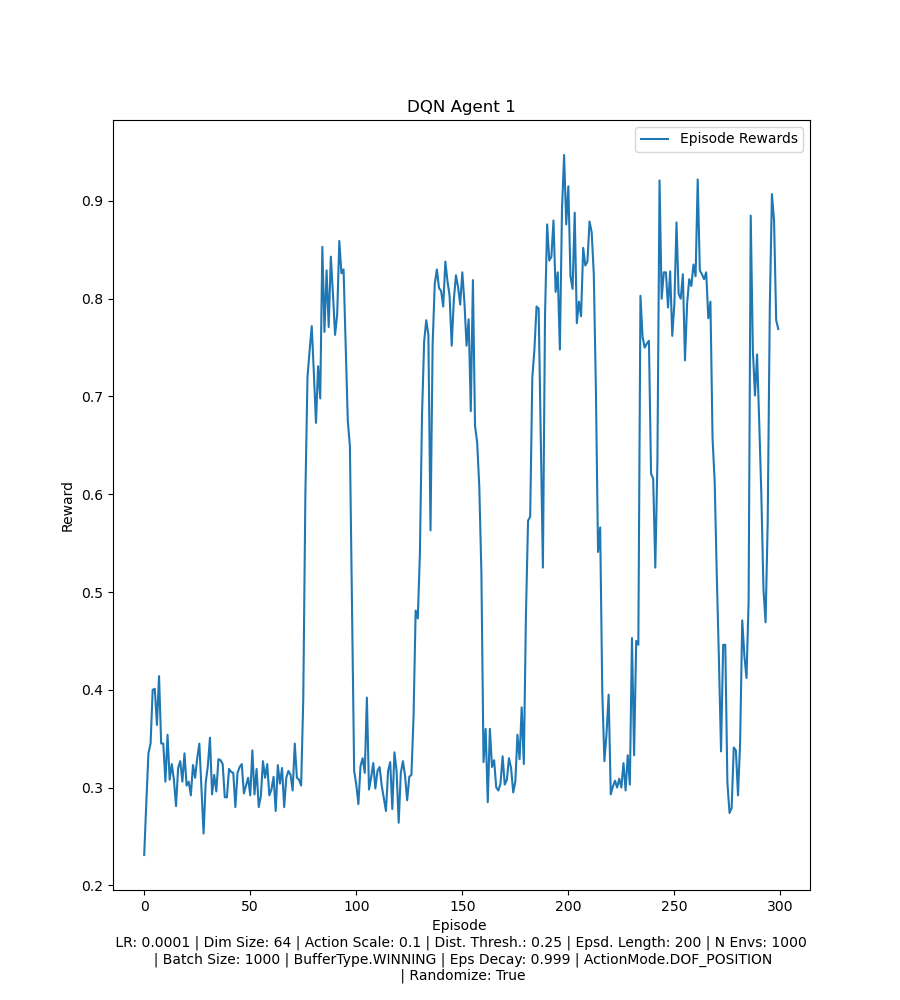 DQN Agent 1
Episode Rewards
0.9
0.8
0.7
0.6
0.5
0.4
0.3
0.2
Reward
0 50 100 150 200 250 300
Episode
LR: 0.0001 | Dim Size: 64 | Action Scale: 0.1 | Dist. Thresh.: 0.25 | Epsd. Length: 200 | N Envs: 1000
| Batch Size: 1000 | BufferType.WINNING | Eps Decay: 0.999 | ActionMode.DOF_POSITION
| Randomize: True